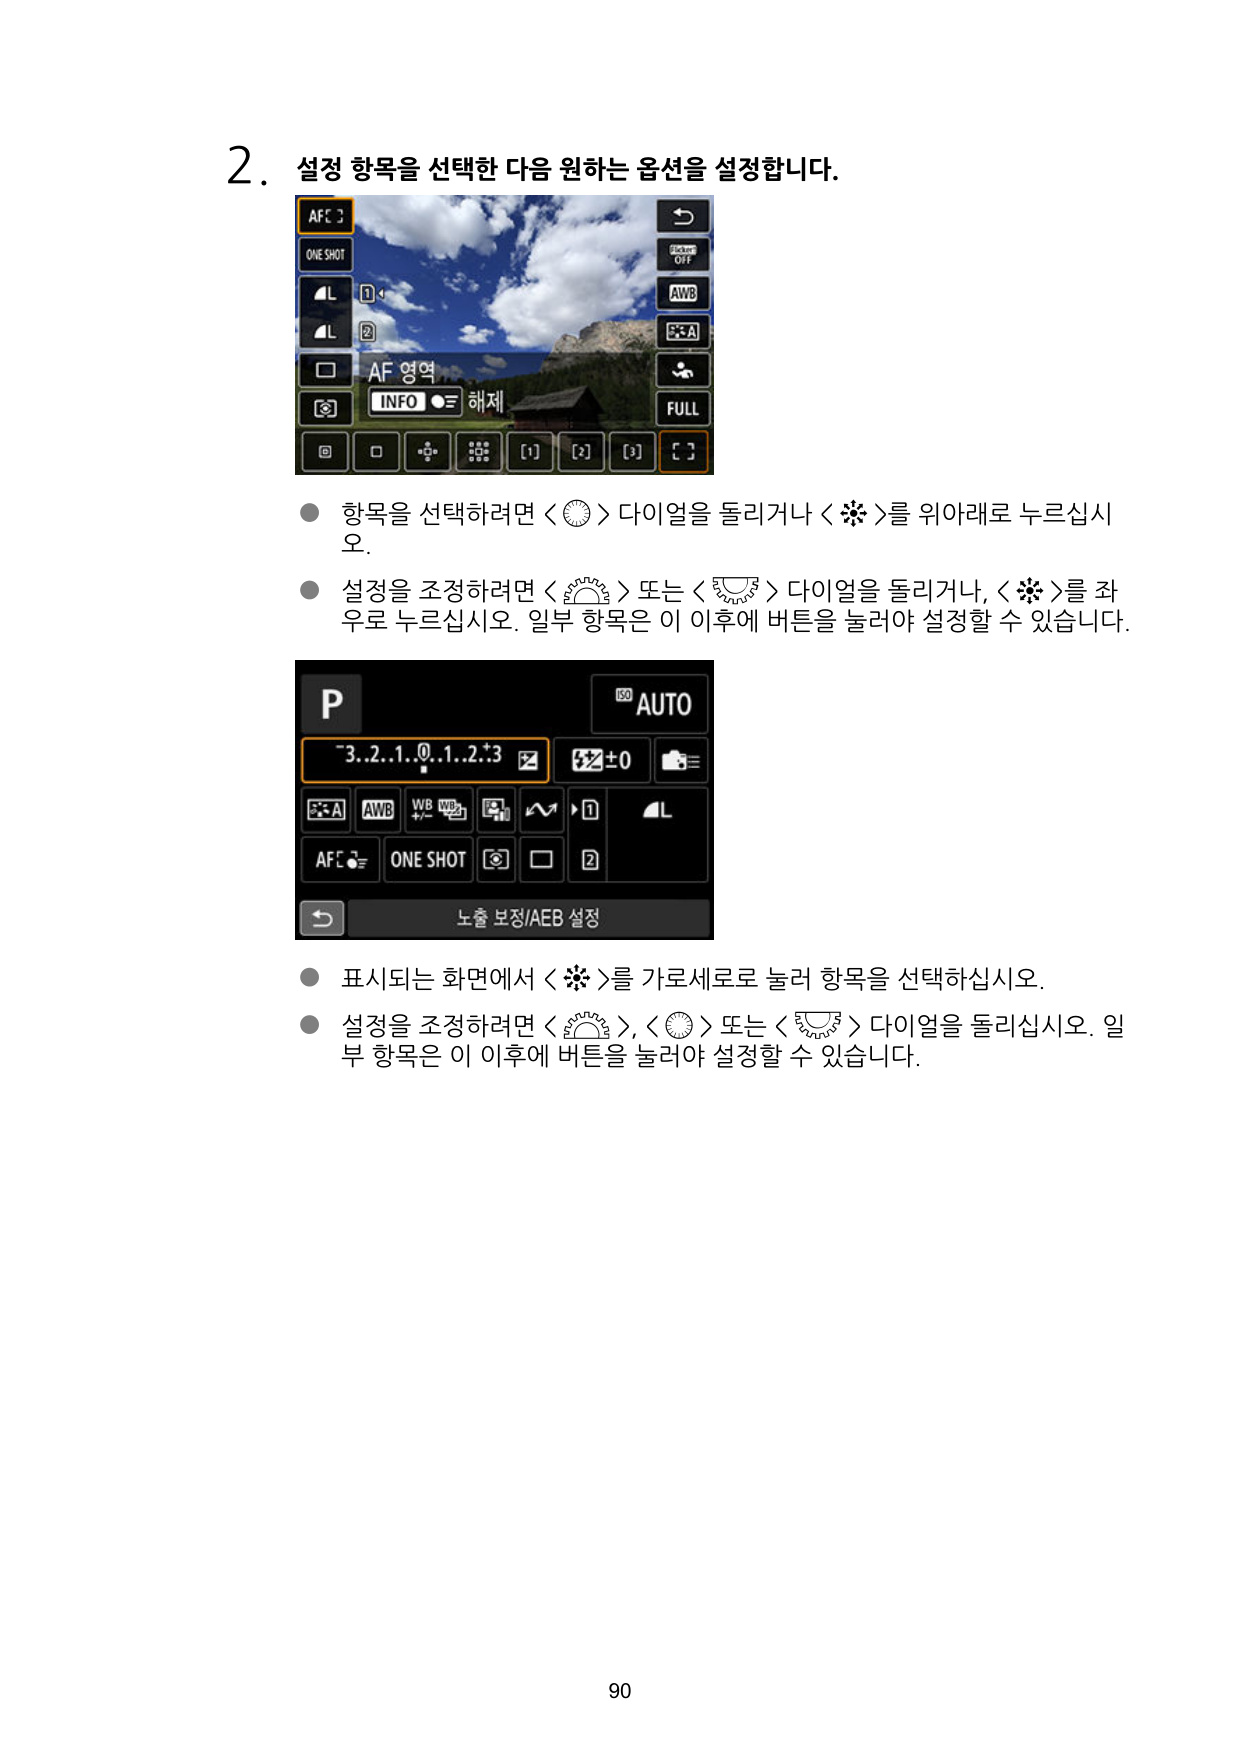 2. 설정 항목을 선택한 다음 원하는 옵션을 설정합니다.
AF
ONE SHOT
Flicker OFF
L 1
AWB
L 2
A
AF 영역
INFO 해제
FULL
[1] [2] [3]
● 항목을 선택하려면 < > 다이얼을 돌리거나 < >를 위아래로 누르십시
오.
● 설정을 조정하려면 < > 또는 < > 다이얼을 돌리거나, < >를 좌
우로 누르십시오. 일부 항목은 이 이후에 버튼을 눌러야 설정할 수 있습니다.
P ISO AUTO
-3..2..1..0..1..2.+3 ±0
A AWB WB +/- WB 1 L
AF ONE SHOT 2
노출 보정/AEB 설정
● 표시되는 화면에서 < >를 가로세로로 눌러 항목을 선택하십시오.
● 설정을 조정하려면 < >, < > 또는 < > 다이얼을 돌리십시오. 일
부 항목은 이 이후에 버튼을 눌러야 설정할 수 있습니다.
90